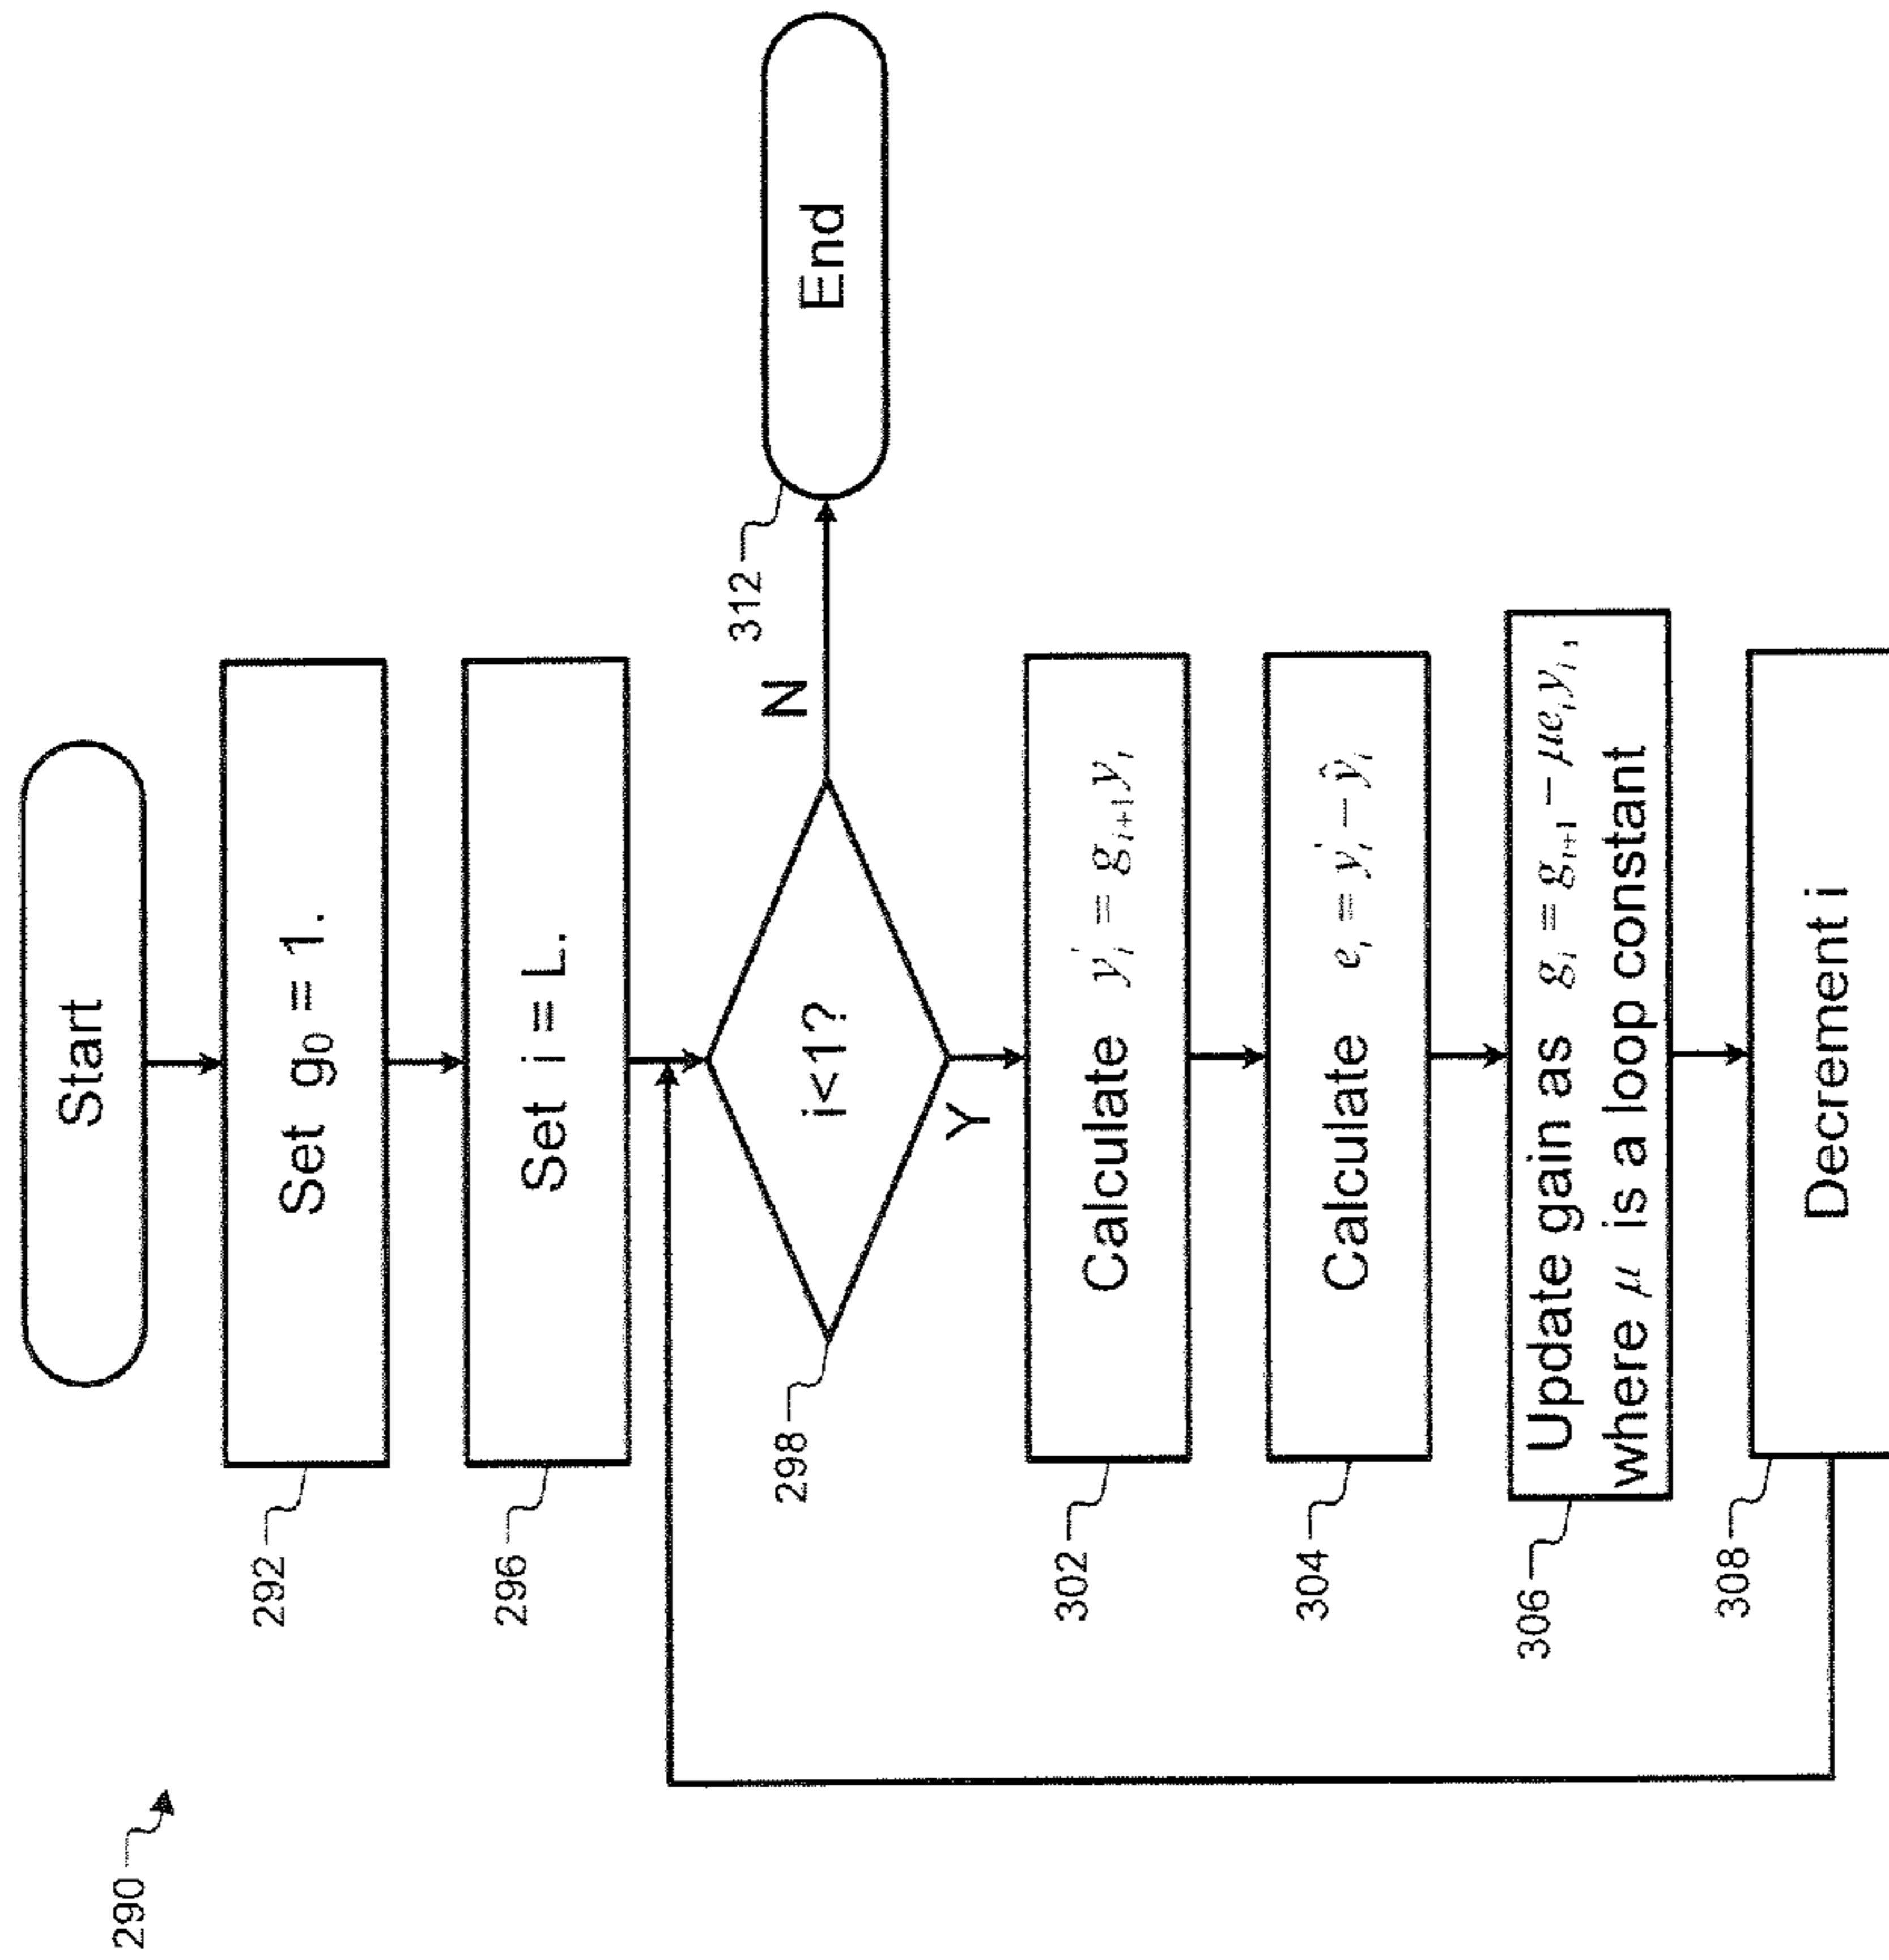 290
Start
292
Set g₀ = 1.
296
Set i = L.
298
i<1?
N
312
End
Y
302
Calculate y'ᵢ = gᵢ₊₁yᵢ
304
Calculate eᵢ = y'ᵢ − ŷᵢ
306
Update gain as gᵢ = gᵢ₊₁ − μeᵢyᵢ,
where μ is a loop constant
308
Decrement i